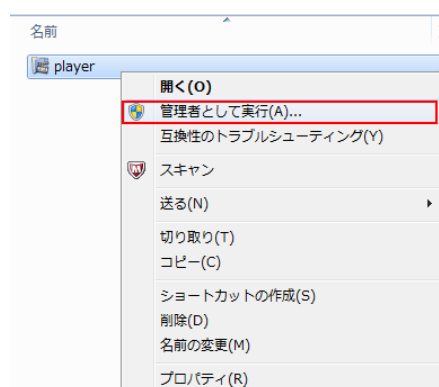 名前
player
開く(O)
管理者として実行(A)...
互換性のトラブルシューティング(Y)
スキャン
送る(N)
切り取り(T)
コピー(C)
ショートカットの作成(S)
削除(D)
名前の変更(M)
プロパティ(R)